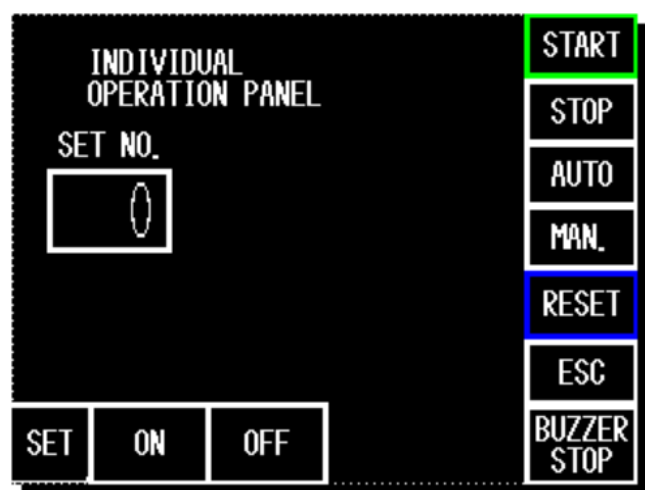 INDIVIDUAL
OPERATION PANEL
SET NO.
0
SET
ON
OFF
START
STOP
AUTO
MAN.
RESET
ESC
BUZZER
STOP